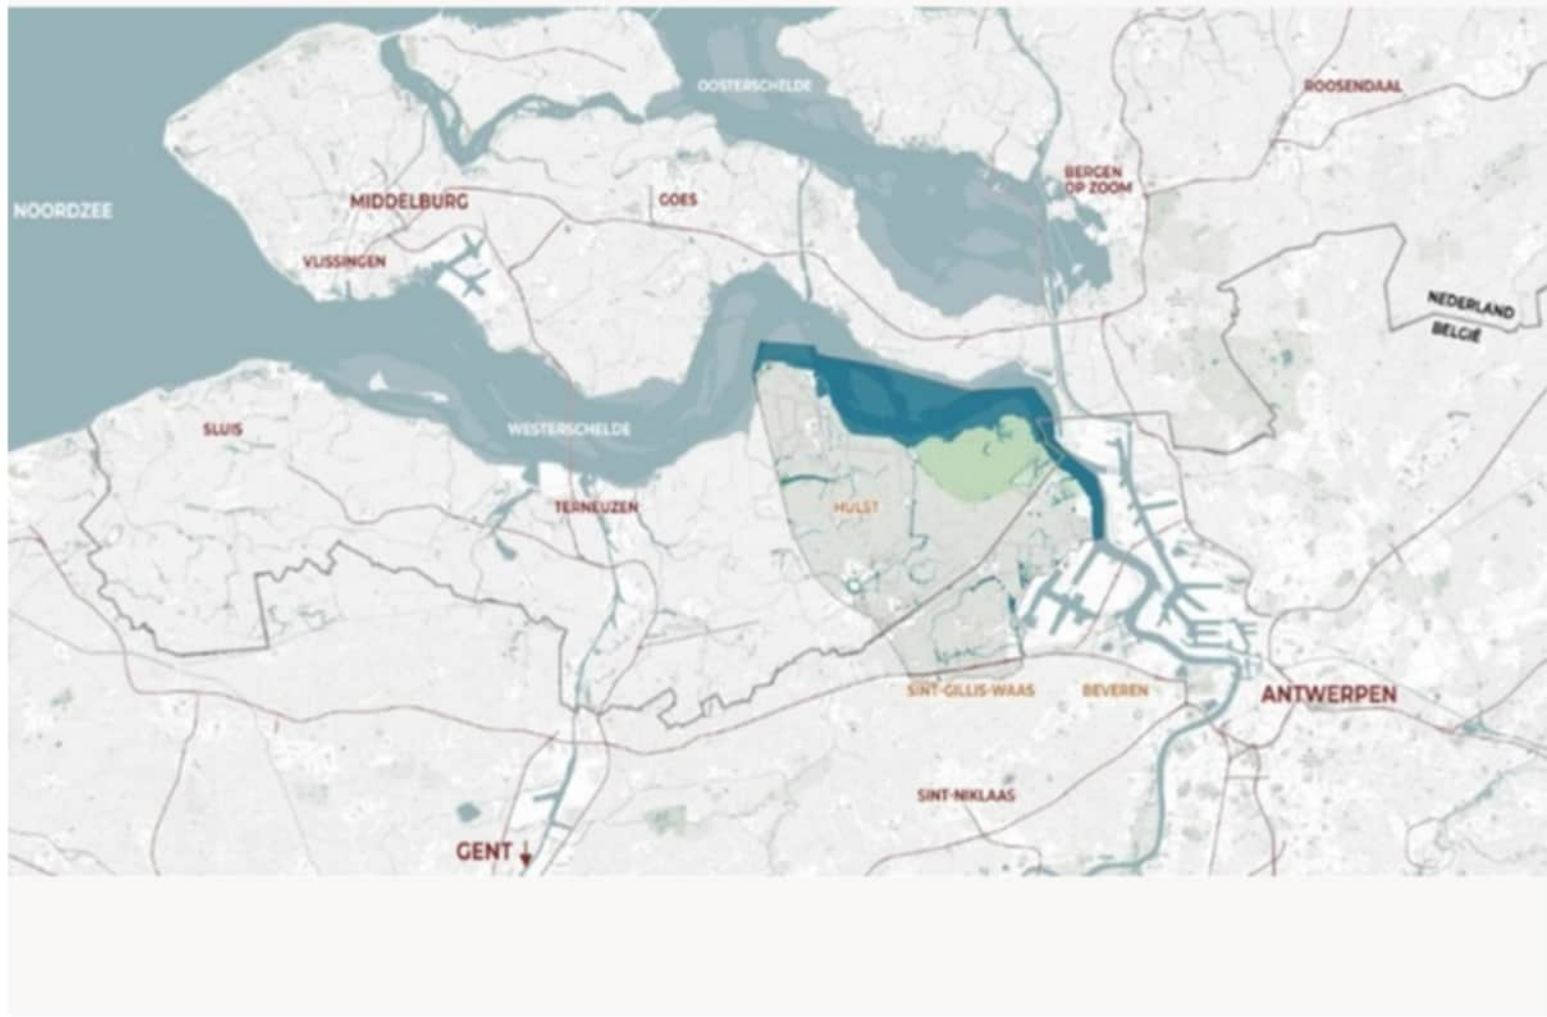 OOSTERSCHELDE
ROOSENDAAL
BERGEN
OP ZOOM
MIDDELBURG
GOES
NOORDZEE
VLISSINGEN
NEDERLAND
BELGIË
SLUIS
WESTERSCHELDE
TERNEUZEN
HULST
SINT-GILLIS-WAAS
BEVEREN
ANTWERPEN
SINT-NIKLAAS
GENT